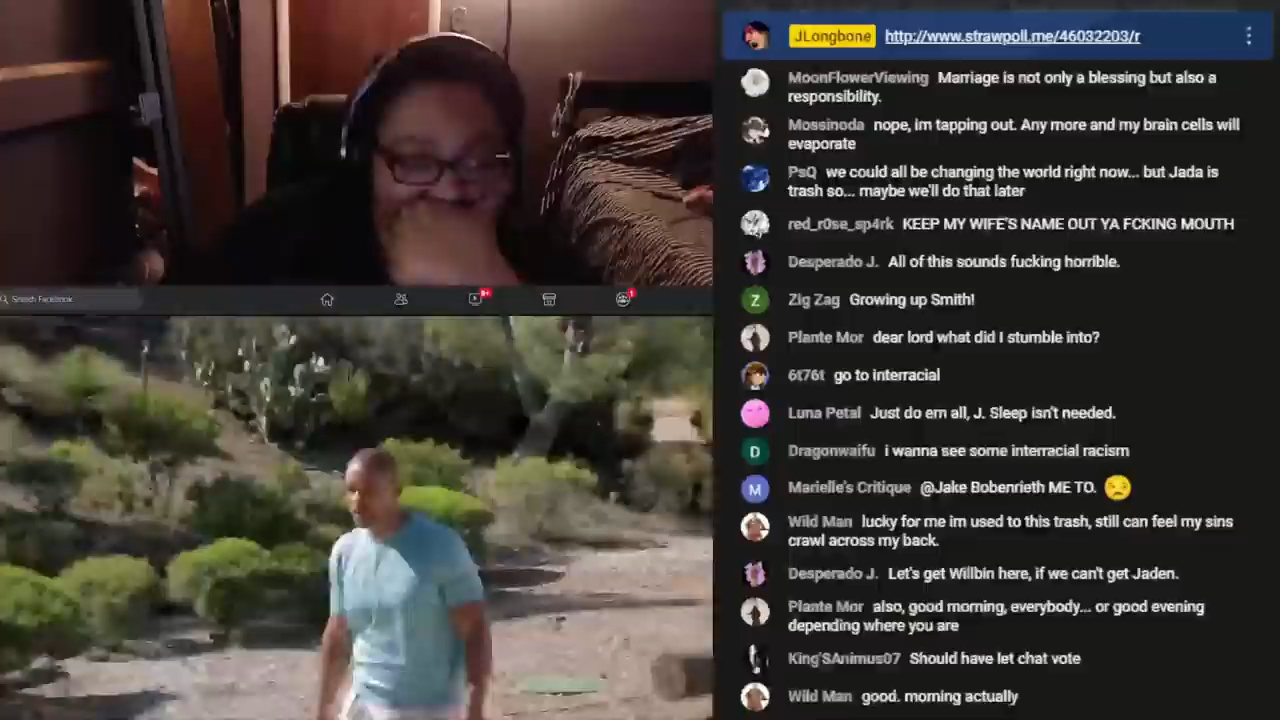 JLongbone http://www.strawpoll.me/46032203/r
MoonFlowerViewing Marriage is not only a blessing but also a
responsibility.
Mossinoda nope, im tapping out. Any more and my brain cells will
evaporate
PsQ we could all be changing the world right now... but Jada is
trash so... maybe we'll do that later
red_r0se_sp4rk KEEP MY WIFE'S NAME OUT YA FCKING MOUTH
Desperado J. All of this sounds fucking horrible.
Z Zig Zag Growing up Smith!
Plante Mor dear lord what did I stumble into?
6t76t go to interracial
Luna Petal Just do em all, J. Sleep isn't needed.
D Dragonwaifu i wanna see some interracial racism
M Marielle's Critique @Jake Bobenrieth ME TO.
Wild Man lucky for me im used to this trash, still can feel my sins
crawl across my back.
Desperado J. Let's get Willbin here, if we can't get Jaden.
Plante Mor also, good morning, everybody... or good evening
depending where you are
King'SAnimus07 Should have let chat vote
Wild Man good. morning actually
Search Facebook
9+
1